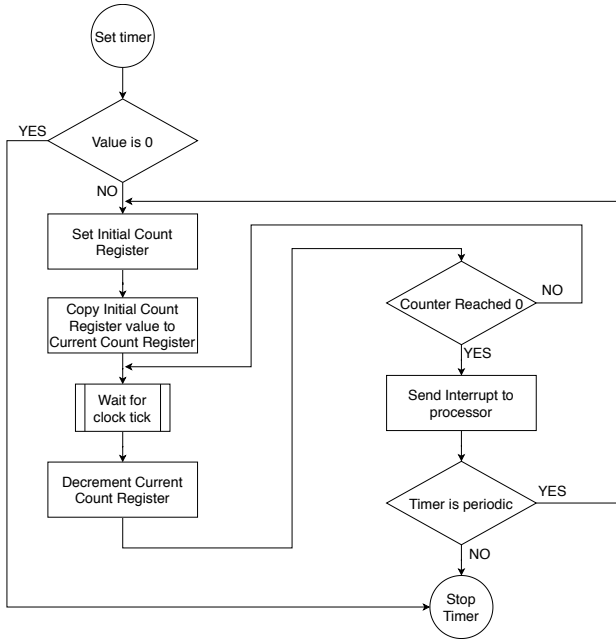 Set timer
YES
Value is 0
NO
Set Initial Count
Register
Copy Initial Count
Register value to
Current Count Register
Wait for
clock tick
Decrement Current
Count Register
Counter Reached 0
NO
YES
Send Interrupt to
processor
Timer is periodic
YES
NO
Stop
Timer